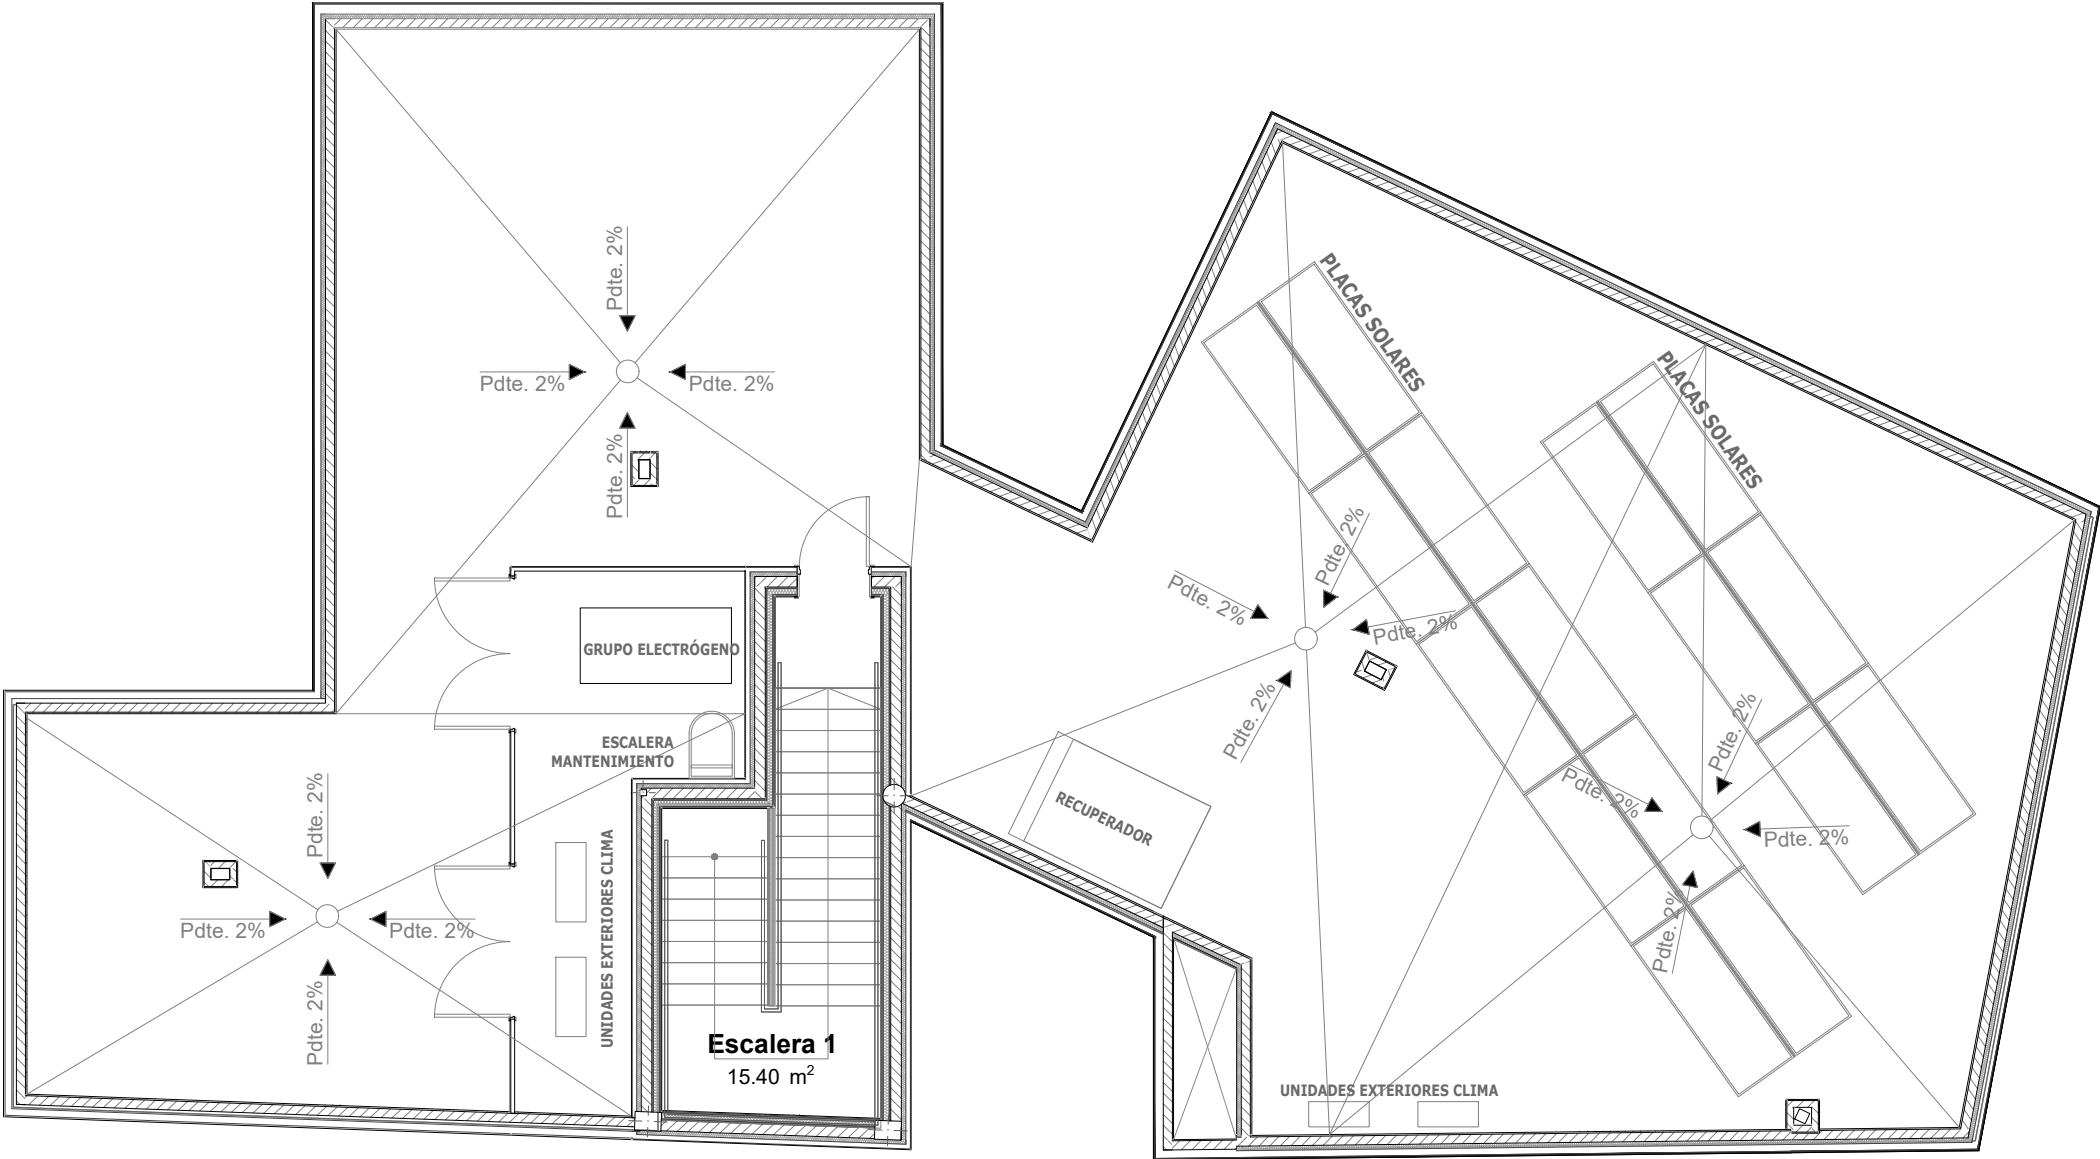 Pdte. 2%
Pdte. 2%
Pdte. 2%
Pdte. 2%
GRUPO ELECTRÓGENO
ESCALERA
MANTENIMIENTO
Pdte. 2%
Pdte. 2%
Pdte. 2%
Pdte. 2%
UNIDADES EXTERIORES CLIMA
Escalera 1
15.40 m²
PLACAS SOLARES
PLACAS SOLARES
Pdte. 2%
Pdte. 2%
Pdte. 2%
Pdte. 2%
RECUPERADOR
Pdte. 2%
Pdte. 2%
Pdte. 2%
Pdte. 2%
UNIDADES EXTERIORES CLIMA